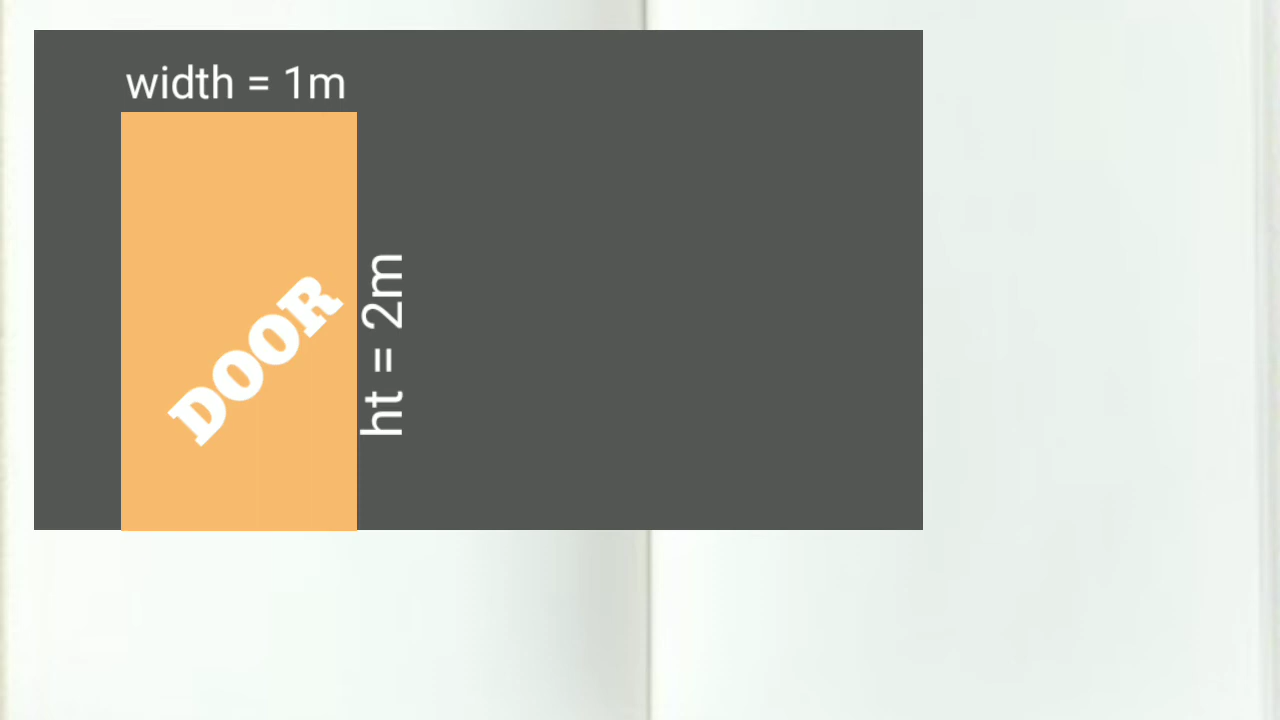 width = 1m
DOOR
ht = 2m